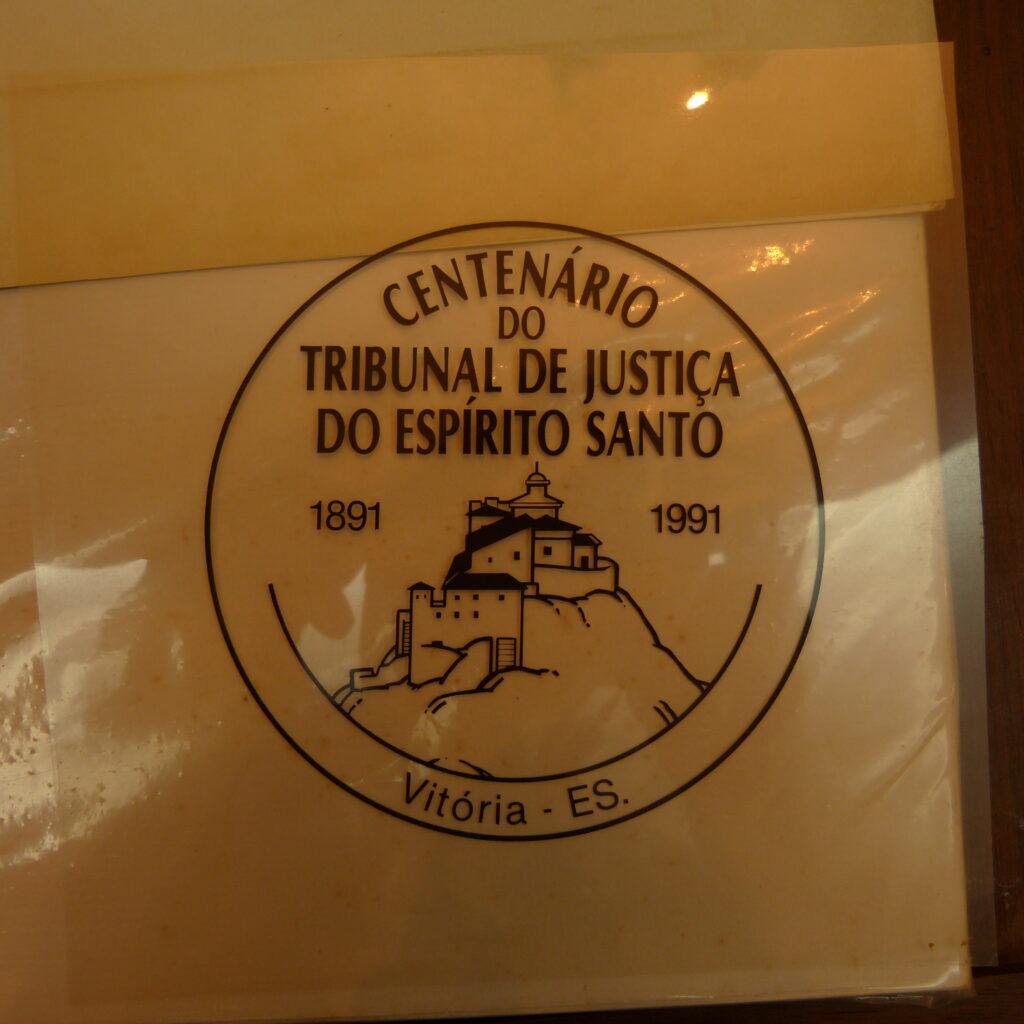 CENTENÁRIO
DO
TRIBUNAL DE JUSTIÇA
DO ESPÍRITO SANTO
1891 1991
Vitória - ES.